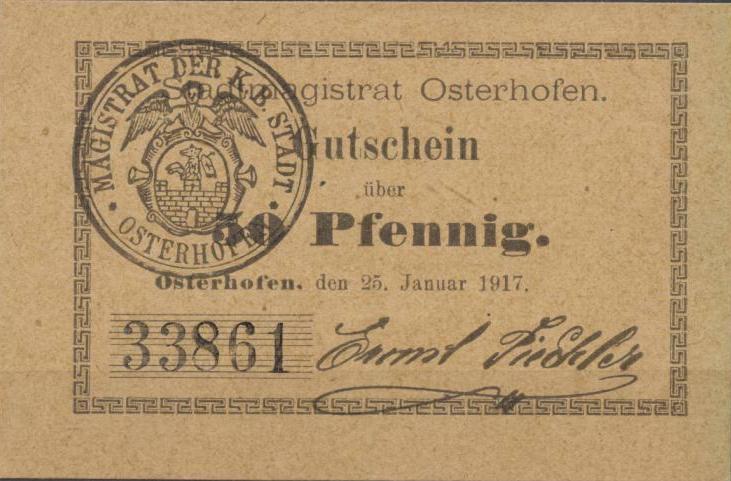 MAGISTRAT DER K. B. STADT
OSTERHOFEN
Stadtmagistrat Osterhofen.
Gutschein
über
50 Pfennig.
Osterhofen, den 25. Januar 1917.
33861